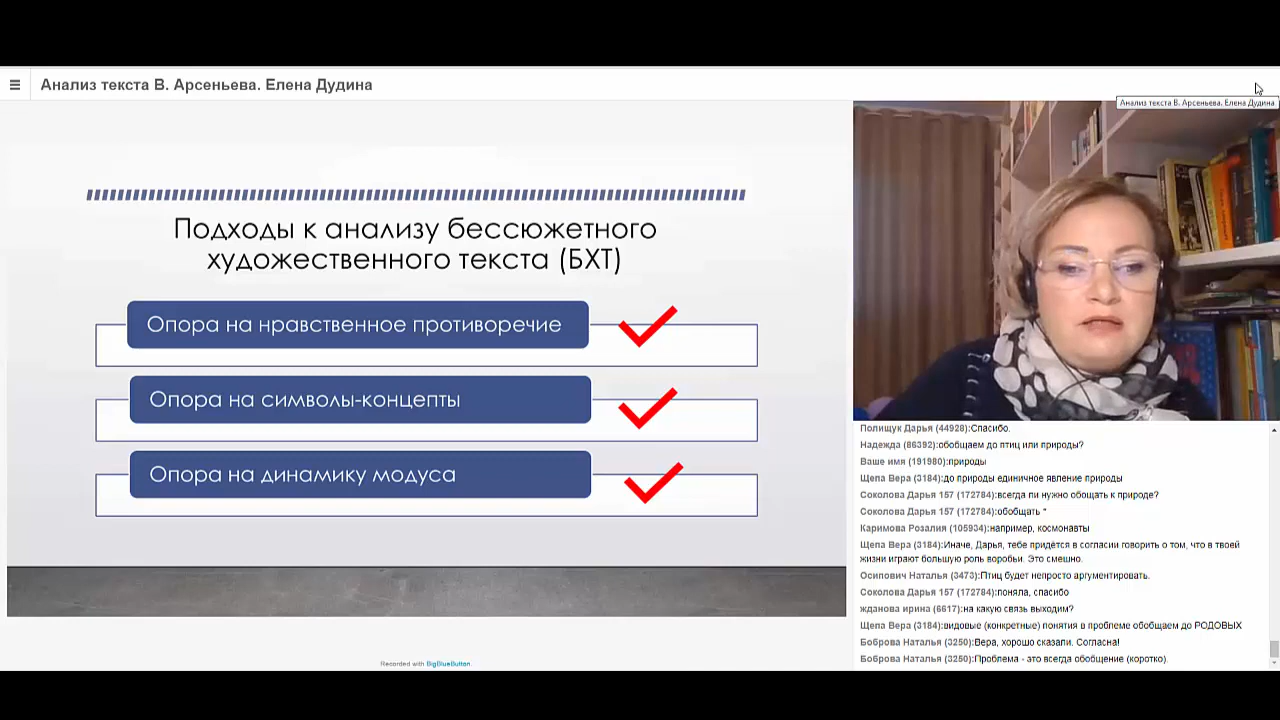 Анализ текста В. Арсеньева. Елена Дудина
Анализ текста В. Арсеньева. Елена Дудина
Подходы к анализу бессюжетного
художественного текста (БХТ)
Опора на нравственное противоречие
Опора на символы-концепты
Опора на динамику модуса
Полищук Дарья (44928):Спасибо.
Надежда (86392):обобщаем до птиц или природы?
Ваше имя (191980):природы
Щепа Вера (3184):до природы единичное явление природы
Соколова Дарья 157 (172784):всегда ли нужно обощать к природе?
Соколова Дарья 157 (172784):обобщать *
Каримова Розалия (105934):например, космонавты
Щепа Вера (3184):Иначе, Дарья, тебе придётся в согласии говорить о том, что в твоей
жизни играют большую роль воробьи. Это смешно.
Осипович Наталья (3473):Птиц будет непросто аргументировать.
Соколова Дарья 157 (172784):поняла, спасибо
жданова ирина (6617):на какую связь выходим?
Щепа Вера (3184):видовые (конкретные) понятия в проблеме обобщаем до РОДОВЫХ
Боброва Наталья (3250):Вера, хорошо сказали. Согласна!
Боброва Наталья (3250):Проблема - это всегда обобщение (коротко).
Recorded with BigBlueButton.